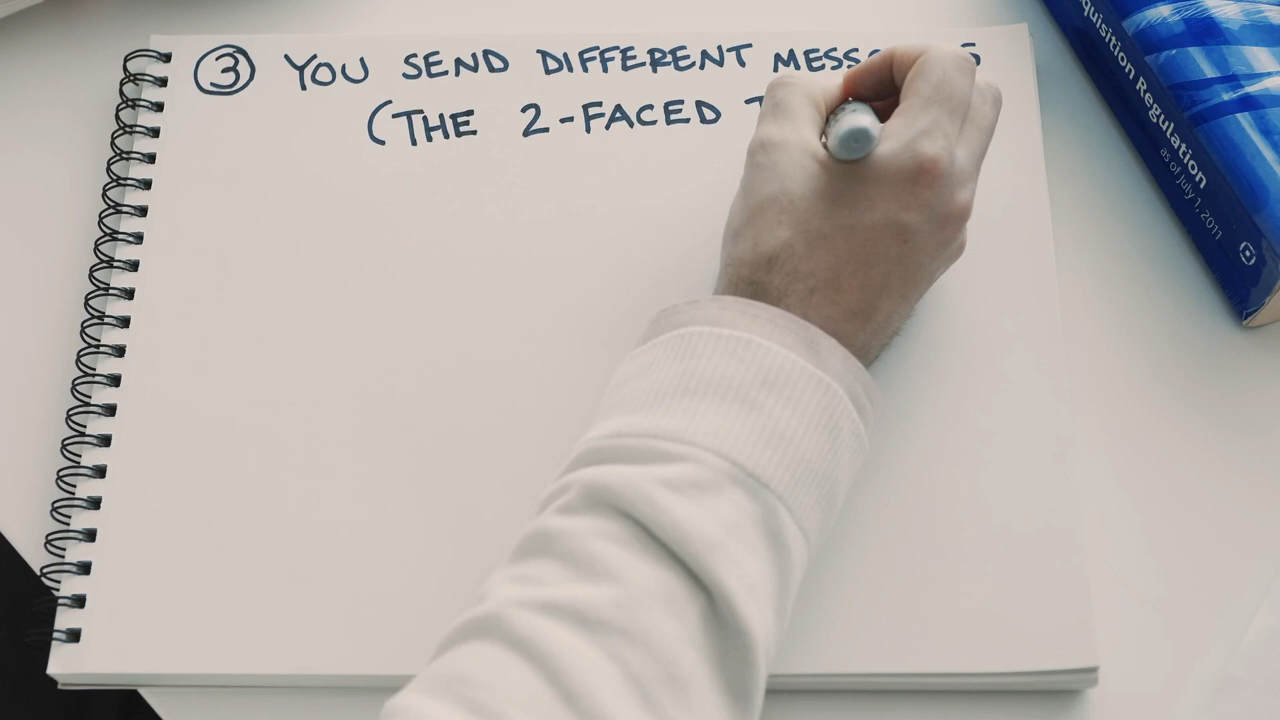 ③ YOU SEND DIFFERENT
(THE 2-FACED
Regulation
as of July 1, 2011